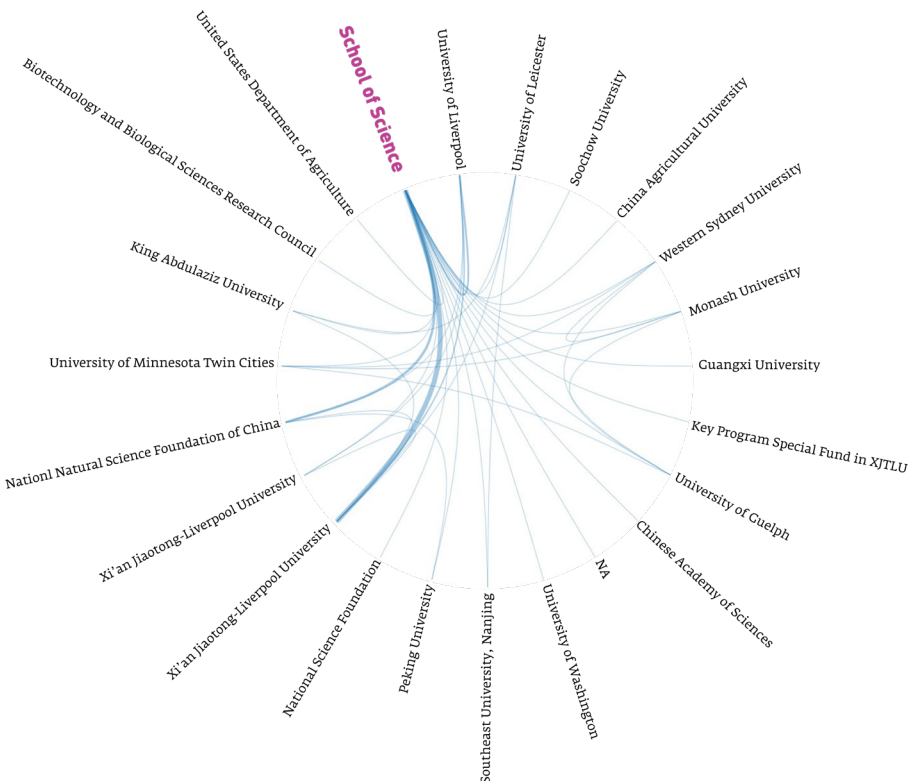 School of Science
University of Liverpool
University of Leicester
Soochow University
China Agricultural University
Western Sydney University
Monash University
Guangxi University
Key Program Special Fund in XJTLU
University of Guelph
Chinese Academy of Sciences
NA
University of Washington
Southeast University, Nanjing
Peking University
National Science Foundation
Xi'an Jiaotong-Liverpool University
Xi'an Jiaotong-Liverpool University
Nationl Natural Science Foundation of China
University of Minnesota Twin Cities
King Abdulaziz University
Biotechnology and Biological Sciences Research Council
United States Department of Agriculture